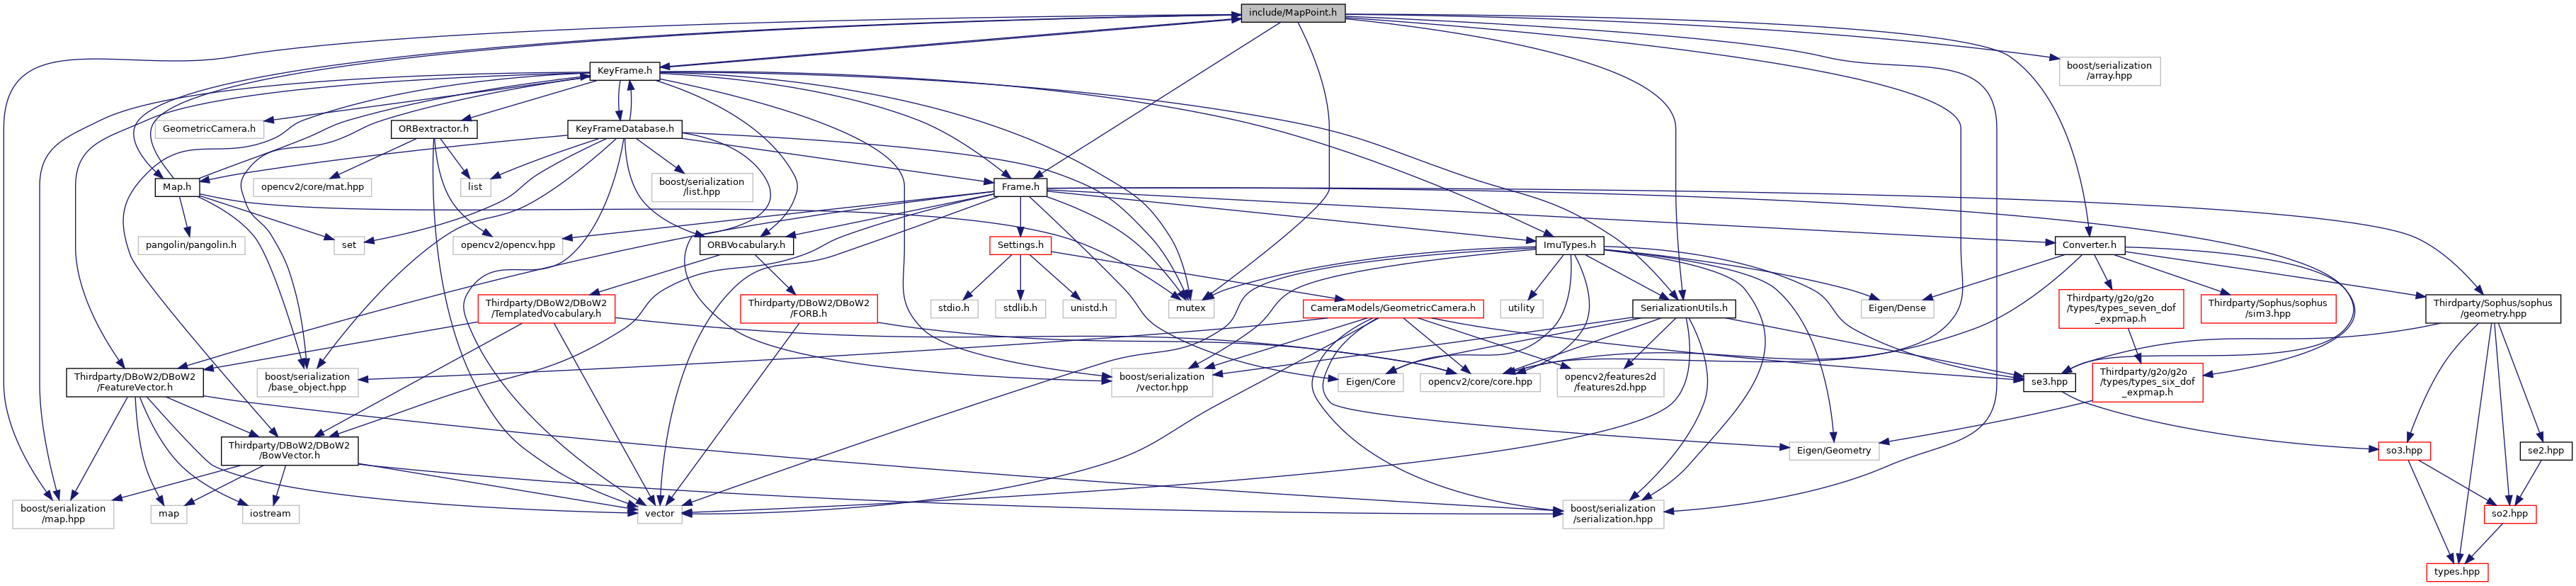 include/MapPoint.h
KeyFrame.h
boost/serialization
/array.hpp
GeometricCamera.h
ORBextractor.h
KeyFrameDatabase.h
Map.h
opencv2/core/mat.hpp
list
boost/serialization
/list.hpp
Frame.h
pangolin/pangolin.h
set
opencv2/opencv.hpp
ORBVocabulary.h
Settings.h
ImuTypes.h
Converter.h
Thirdparty/DBoW2/DBoW2
/TemplatedVocabulary.h
Thirdparty/DBoW2/DBoW2
/FORB.h
stdio.h
stdlib.h
unistd.h
mutex
CameraModels/GeometricCamera.h
utility
SerializationUtils.h
Eigen/Dense
Thirdparty/g2o/g2o
/types/types_seven_dof
_expmap.h
Thirdparty/Sophus/sophus
/sim3.hpp
Thirdparty/Sophus/sophus
/geometry.hpp
Thirdparty/DBoW2/DBoW2
/FeatureVector.h
boost/serialization
/base_object.hpp
boost/serialization
/vector.hpp
Eigen/Core
opencv2/core/core.hpp
opencv2/features2d
/features2d.hpp
se3.hpp
Thirdparty/g2o/g2o
/types/types_six_dof
_expmap.h
Thirdparty/DBoW2/DBoW2
/BowVector.h
Eigen/Geometry
so3.hpp
se2.hpp
boost/serialization
/map.hpp
map
iostream
vector
boost/serialization
/serialization.hpp
so2.hpp
types.hpp